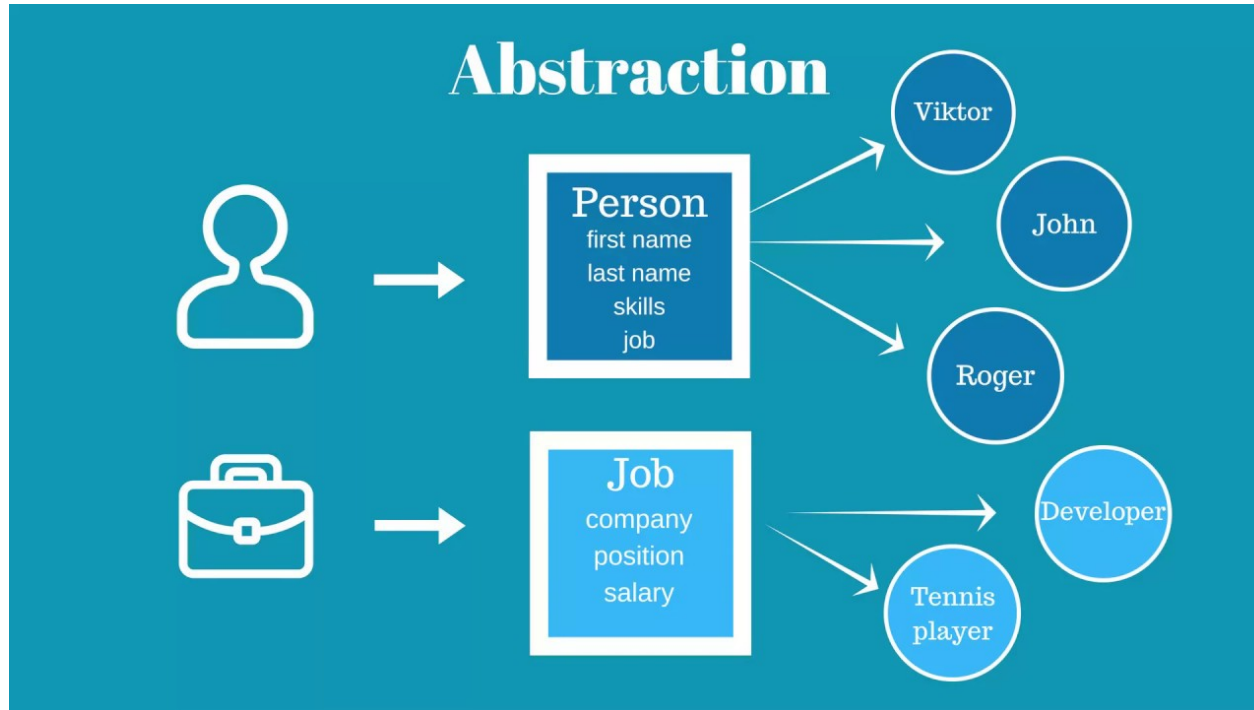 Abstraction
Person
first name
last name
skills
job
Viktor
John
Roger
Job
company
position
salary
Developer
Tennis
player